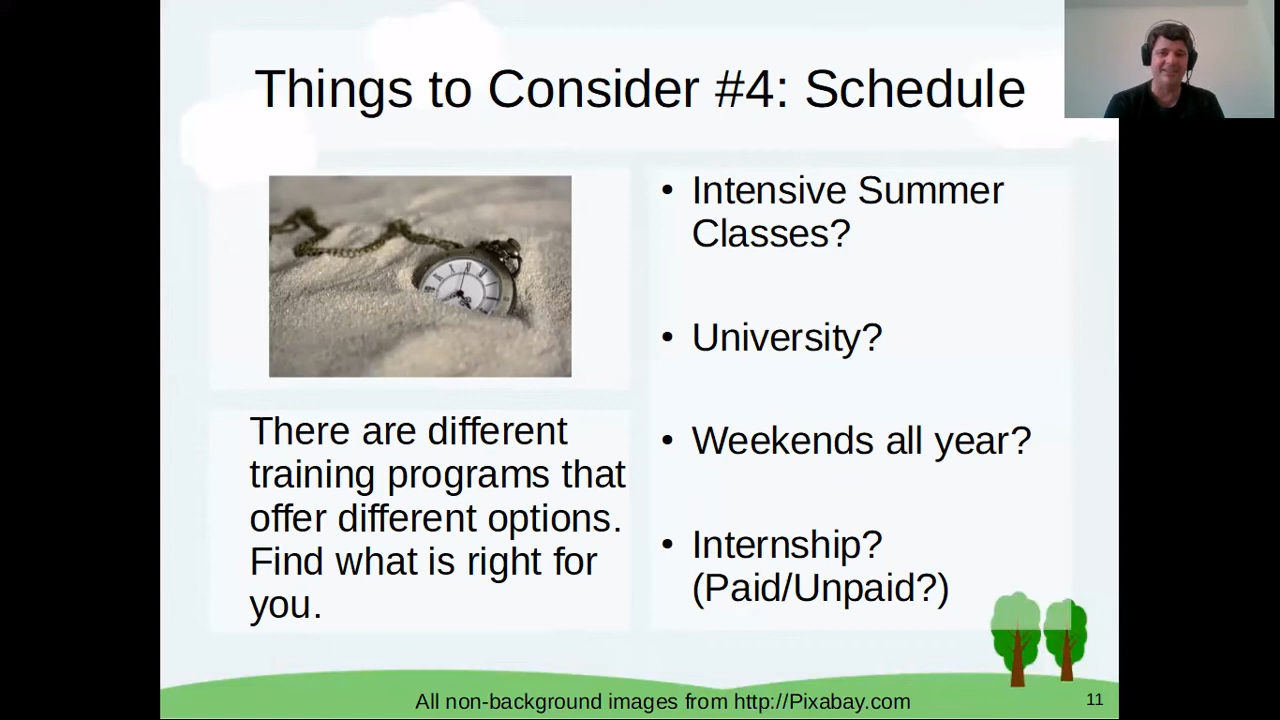 Things to Consider #4: Schedule
There are different
training programs that
offer different options.
Find what is right for
you.
• Intensive Summer
Classes?
• University?
• Weekends all year?
• Internship?
(Paid/Unpaid?)
All non-background images from http://Pixabay.com
11